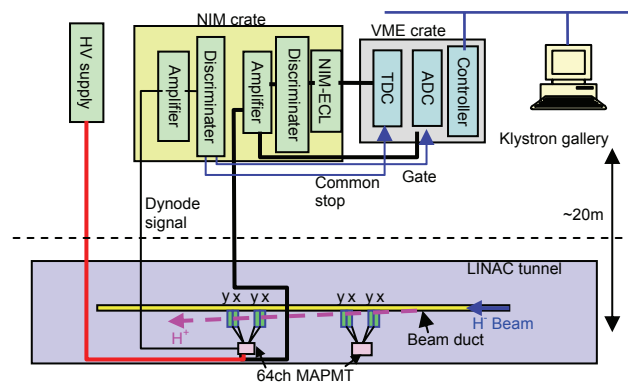 NIM crate
VME crate
HV supply
Amplifier
Discriminater
Amplifier
Discriminater
NIM-ECL
TDC
ADC
Controller
Klystron gallery
Common stop
Gate
Dynode signal
~20m
LINAC tunnel
y x y x
y x y x
H+
H- Beam
Beam duct
64ch MAPMT